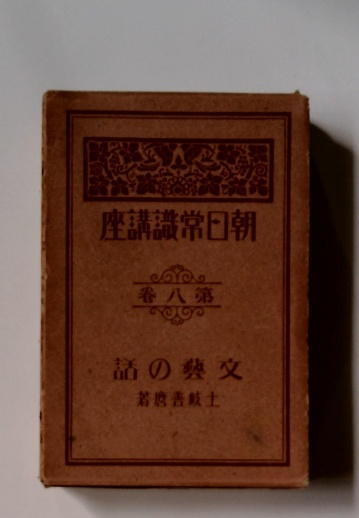 朝日常識講座
第八巻
文藝の話
土岐善麿著